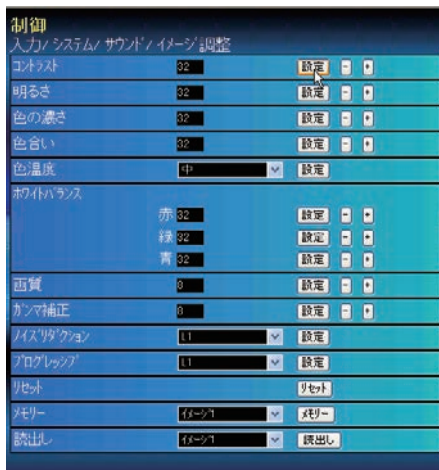 制御
入力/ システム/ サウンド/ イメージ調整
コントラスト 32 設定 - +
明るさ 32 設定 - +
色の濃さ 32 設定 - +
色合い 32 設定 - +
色温度 中 設定
ホワイトバランス
赤 32 設定 - +
緑 32 設定 - +
青 32 設定 - +
画質 8 設定 - +
ガンマ補正 8 設定 - +
ノイズリダクション L1 設定
プログレッシブ L1 設定
リセット リセット
メモリー イメージ1 メモリー
読出し イメージ1 読出し